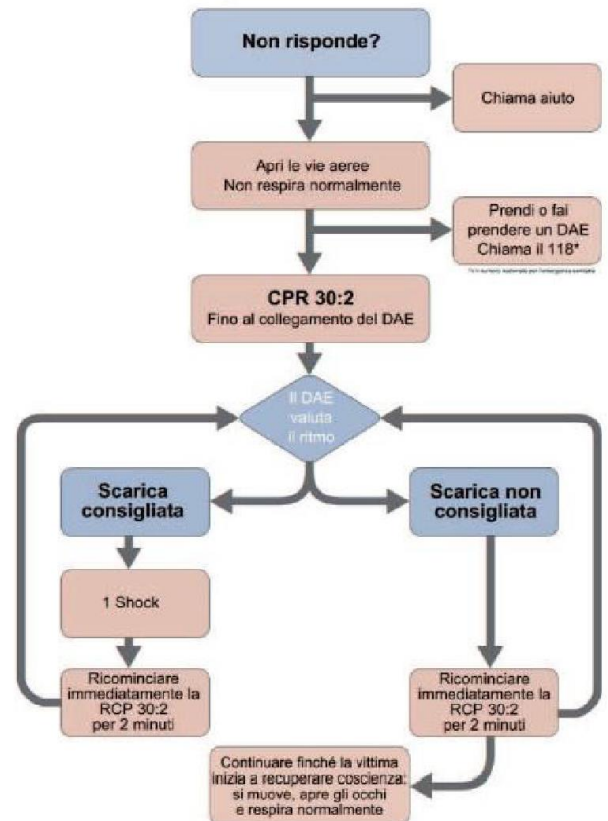 Non risponde?
Chiama aiuto
Apri le vie aeree
Non respira normalmente
Prendi o fai
prendere un DAE
Chiama il 118*
CPR 30:2
Fino al collegamento del DAE
Il DAE
valuta
il ritmo
Scarica
consigliata
Scarica non
consigliata
1 Shock
Ricominciare
immediatamente la
RCP 30:2
per 2 minuti
Ricominciare
immediatamente la
RCP 30:2
per 2 minuti
Continuare finché la vittima
inizia a recuperare coscienza:
si muove, apre gli occhi
e respira normalmente